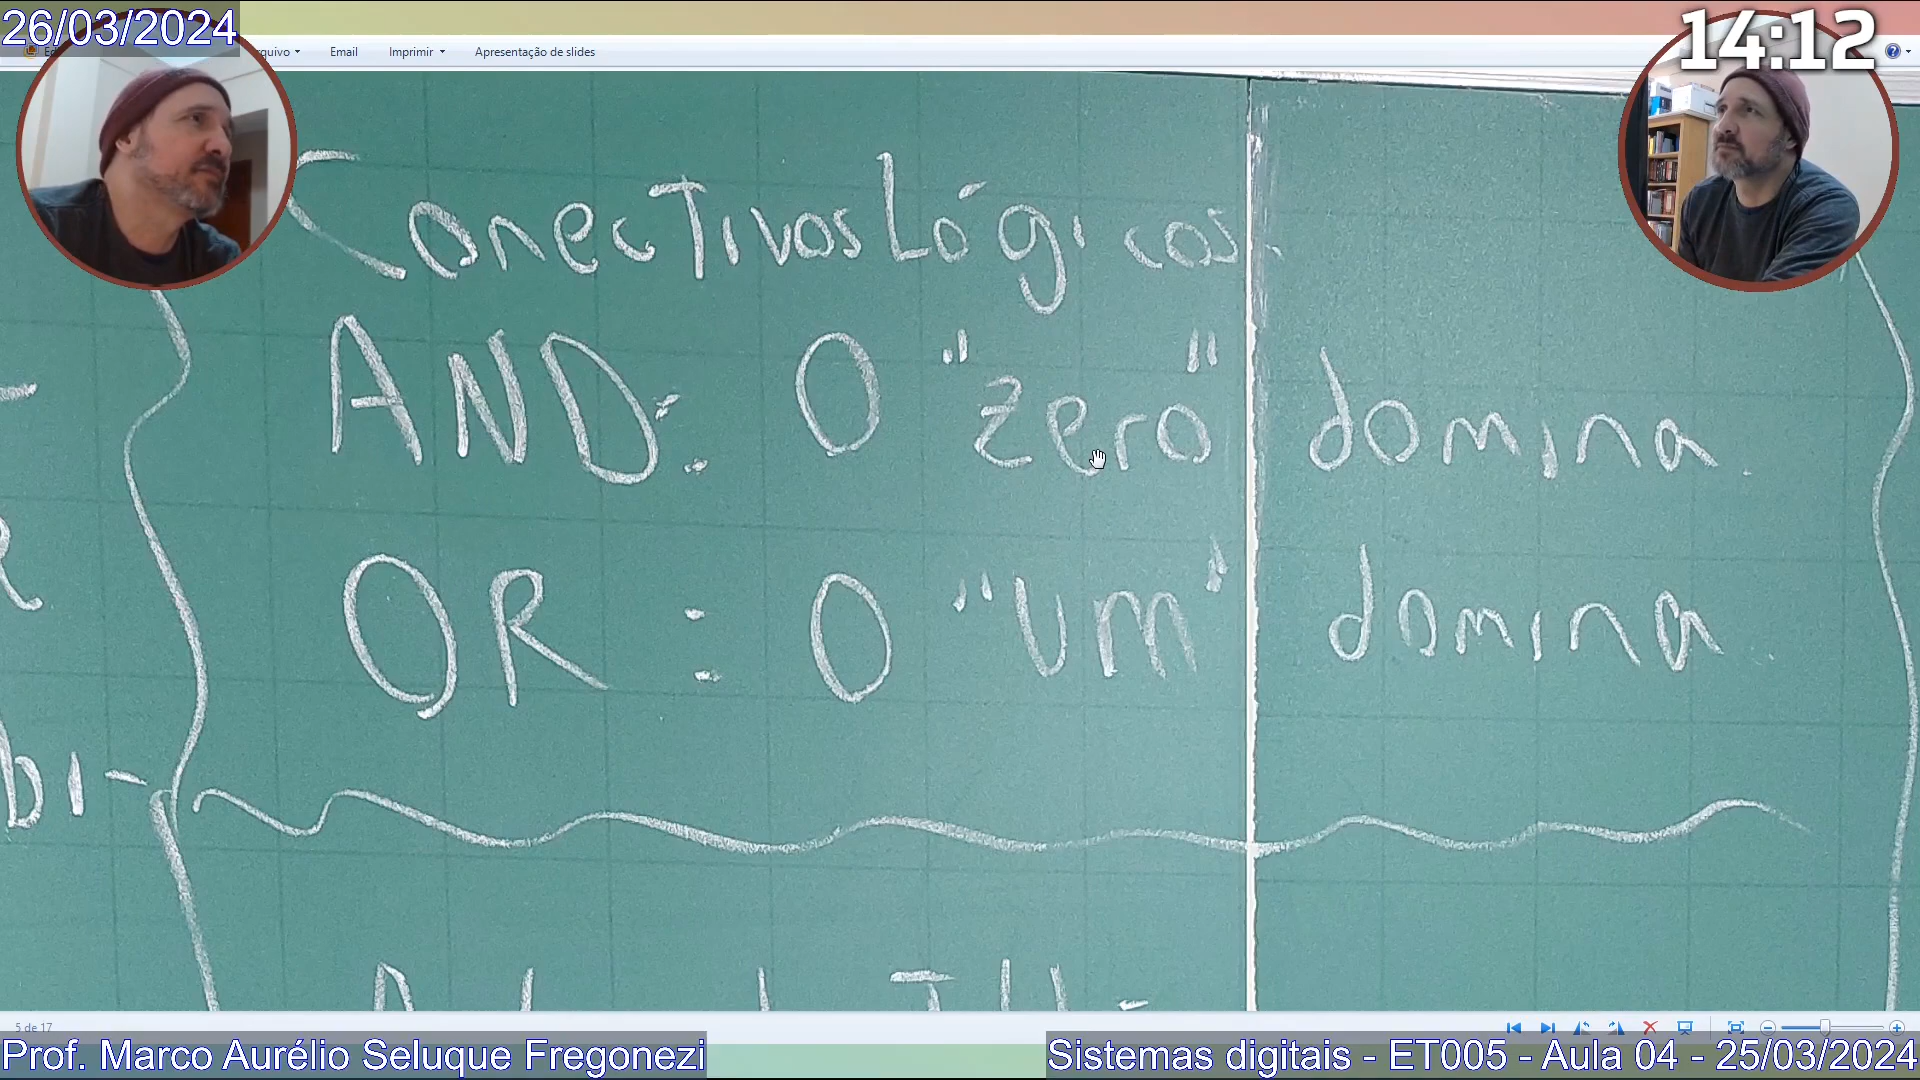 26/03/2024
14:12
Email Imprimir Apresentação de slides
Conectivos Lógicos
AND: O "zero" domina.
OR : O "um" domina.
bi-
5 de 17
Prof. Marco Aurélio Seluque Fregonezi
Sistemas digitais - ET005 - Aula 04 - 25/03/2024